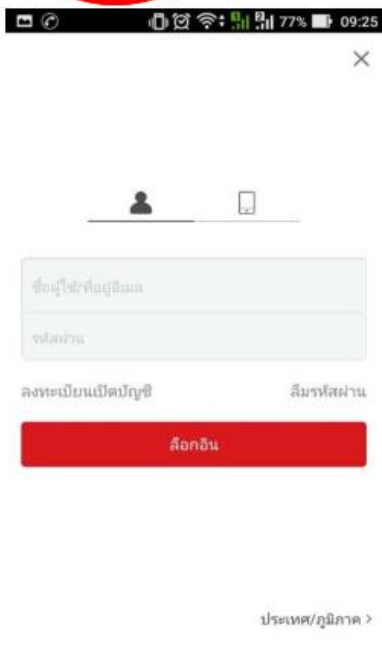 77% 09:25
ชื่อผู้ใช้/ที่อยู่อีเมล
รหัสผ่าน
ลงทะเบียนเปิดบัญชี ลืมรหัสผ่าน
ล็อกอิน
ประเทศ/ภูมิภาค >